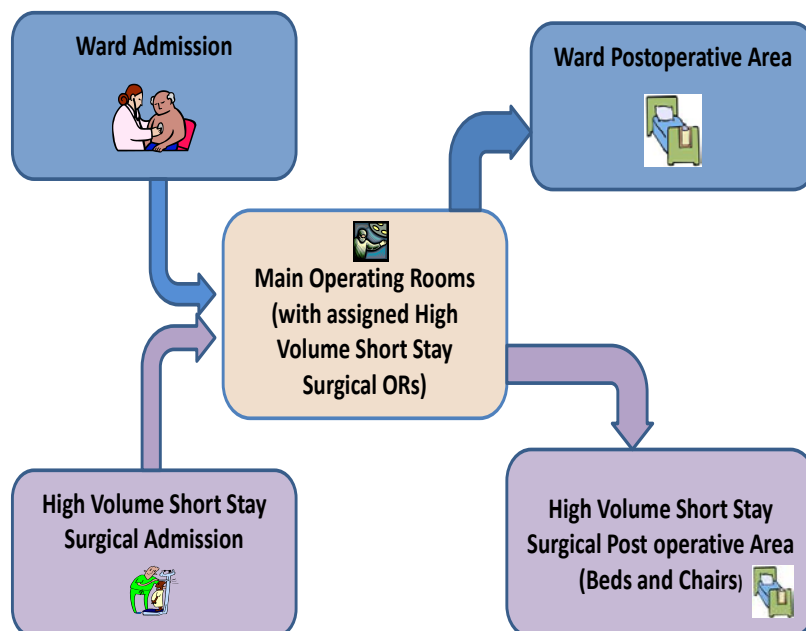 Ward Admission
Ward Postoperative Area
Main Operating Rooms
(with assigned High
Volume Short Stay
Surgical ORs)
High Volume Short Stay
Surgical Admission
High Volume Short Stay
Surgical Post operative Area
(Beds and Chairs)